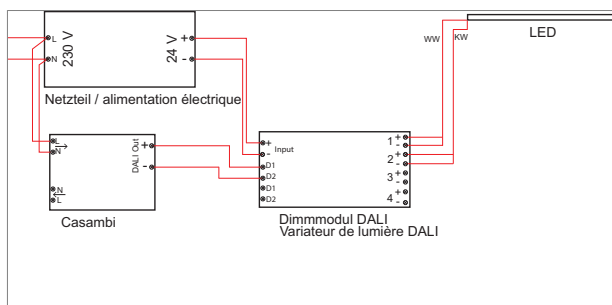 L
N
230 V
24 V
+
-
Netzteil / alimentation électrique
WW
KW
LED
L
N
N
L
DALI Out
+
-
Casambi
+
-
Input
D1
D2
D1
D2
1 +
-
2 +
-
3 +
-
4 +
-
Dimmmodul DALI
Variateur de lumière DALI